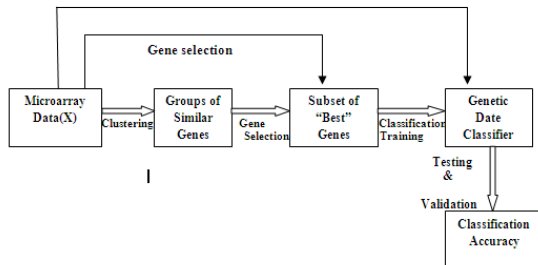 Gene selection
Microarray
Data(X)
Clustering
Groups of
Similar
Genes
Gene
Selection
Subset of
“Best”
Genes
Classification
Training
Genetic
Date
Classifier
Testing
&
Validation
Classification
Accuracy